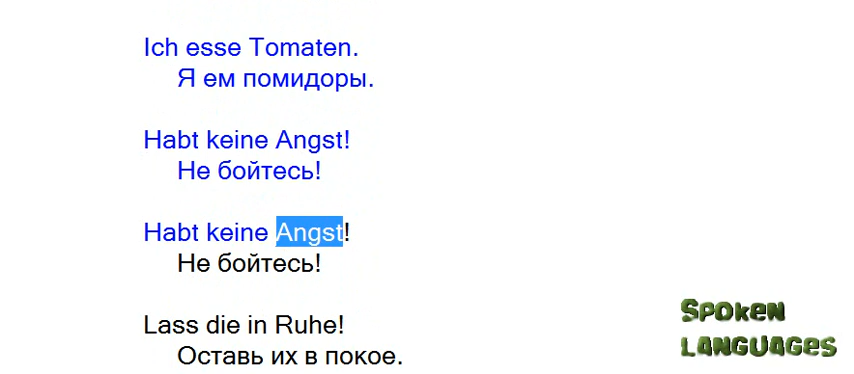 Ich esse Tomaten.
Я ем помидоры.
Habt keine Angst!
Не бойтесь!
Habt keine Angst!
Не бойтесь!
Lass die in Ruhe!
Оставь их в покое.
Spoken
Languages